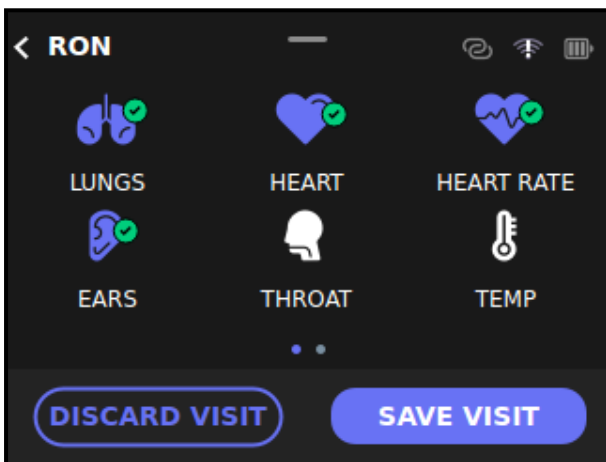 RON
LUNGS HEART HEART RATE
EARS THROAT TEMP
DISCARD VISIT SAVE VISIT